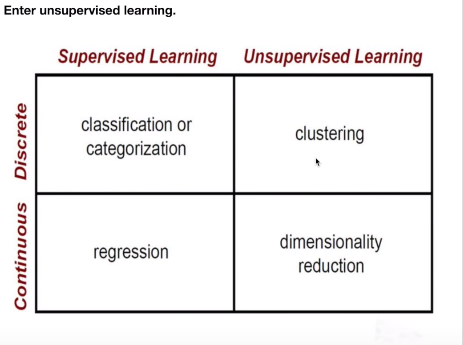 Enter unsupervised learning.
Supervised Learning Unsupervised Learning
Discrete
classification or
categorization
clustering
Continuous
regression
dimensionality
reduction